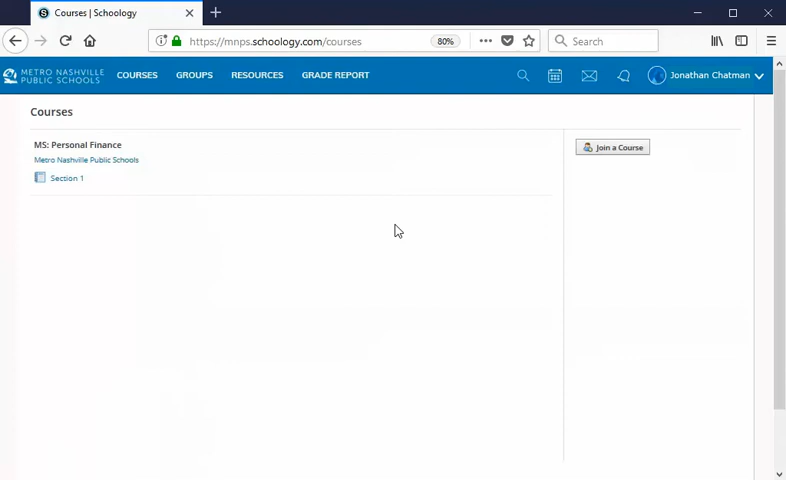 Courses | Schoology
https://mnps.schoology.com/courses
80%
Search
METRO NASHVILLE
PUBLIC SCHOOLS
COURSES
GROUPS
RESOURCES
GRADE REPORT
Jonathan Chatman
Courses
MS: Personal Finance
Metro Nashville Public Schools
Section 1
Join a Course